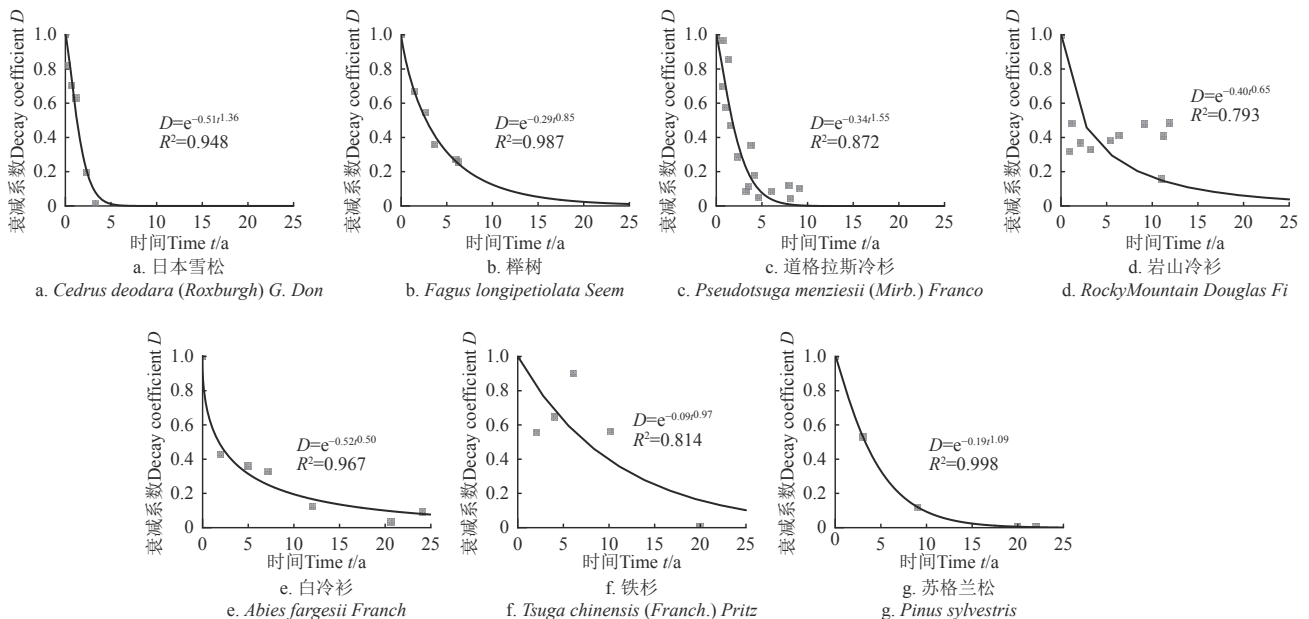 衰减系数Decay coefficient D
1.0
0.8
0.6
0.4
0.2
0
0 5 10 15 20 25
D=e^−0.51t^1.36
R²=0.948
时间Time t/a
a. 日本雪松
a. Cedrus deodara (Roxburgh) G. Don
衰减系数Decay coefficient D
1.0
0.8
0.6
0.4
0.2
0
0 5 10 15 20 25
D=e^−0.29t^0.85
R²=0.987
时间Time t/a
b. 榉树
b. Fagus longipetiolata Seem
衰减系数Decay coefficient D
1.0
0.8
0.6
0.4
0.2
0
0 5 10 15 20 25
D=e^−0.34t^1.55
R²=0.872
时间Time t/a
c. 道格拉斯冷杉
c. Pseudotsuga menziesii (Mirb.) Franco
衰减系数Decay coefficient D
1.0
0.8
0.6
0.4
0.2
0
0 5 10 15 20 25
D=e^−0.40t^0.65
R²=0.793
时间Time t/a
d. 岩山冷衫
d. RockyMountain Douglas Fi
衰减系数Decay coefficient D
1.0
0.8
0.6
0.4
0.2
0
0 5 10 15 20 25
D=e^−0.52t^0.50
R²=0.967
时间Time t/a
e. 白冷衫
e. Abies fargesii Franch
衰减系数Decay coefficient D
1.0
0.8
0.6
0.4
0.2
0
0 5 10 15 20 25
D=e^−0.09t^0.97
R²=0.814
时间Time t/a
f. 铁杉
f. Tsuga chinensis (Franch.) Pritz
衰减系数Decay coefficient D
1.0
0.8
0.6
0.4
0.2
0
0 5 10 15 20 25
D=e^−0.19t^1.09
R²=0.998
时间Time t/a
g. 苏格兰松
g. Pinus sylvestris